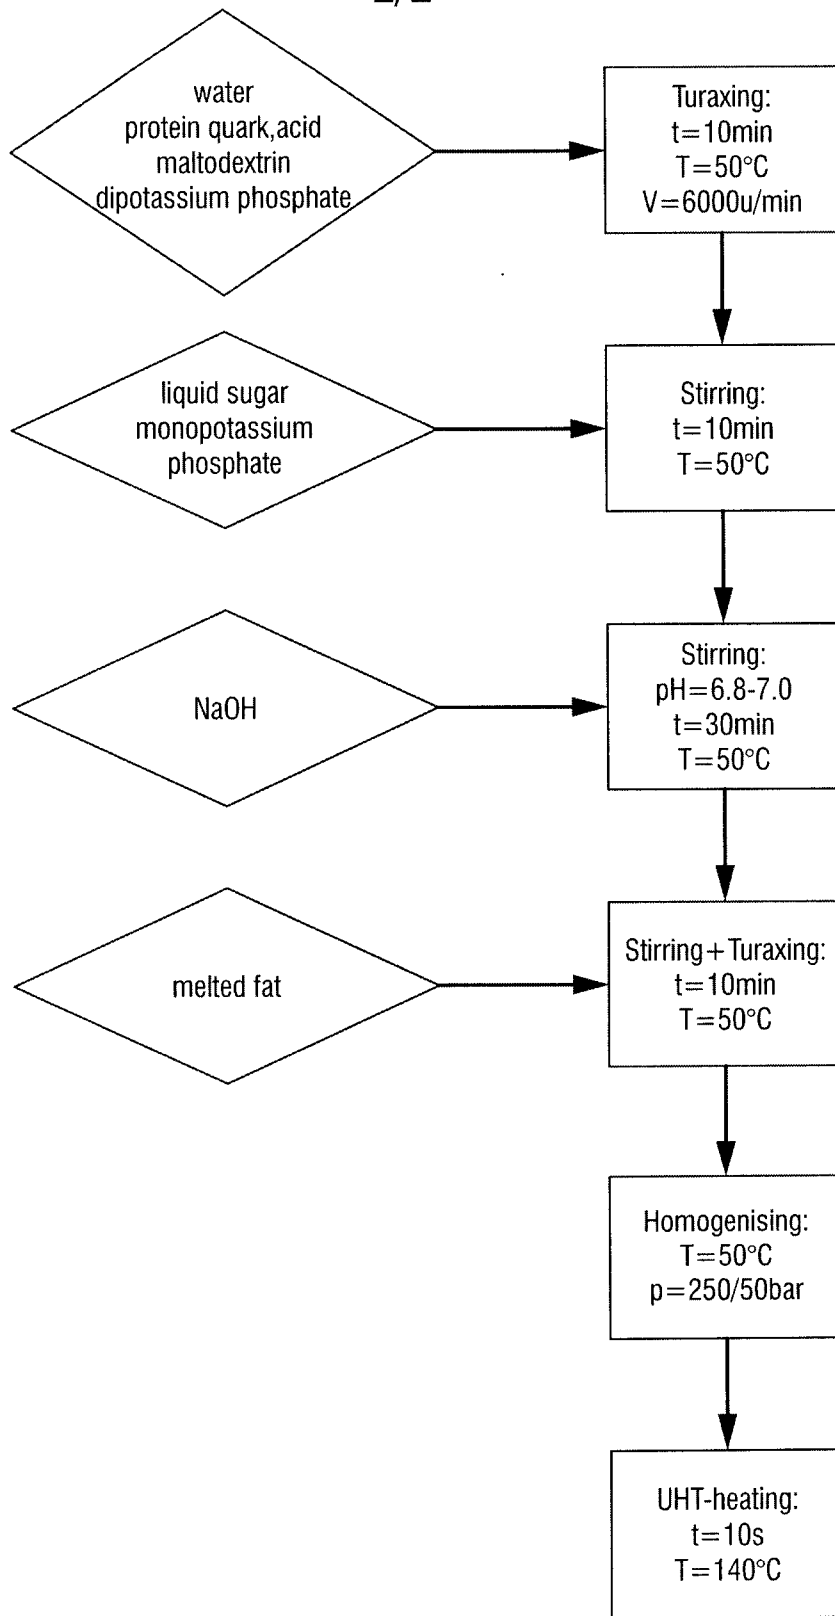 water
protein quark,acid
maltodextrin
dipotassium phosphate
Turaxing:
t=10min
T=50°C
V=6000u/min
liquid sugar
monopotassium
phosphate
Stirring:
t=10min
T=50°C
NaOH
Stirring:
pH=6.8-7.0
t=30min
T=50°C
melted fat
Stirring+Turaxing:
t=10min
T=50°C
Homogenising:
T=50°C
p=250/50bar
UHT-heating:
t=10s
T=140°C